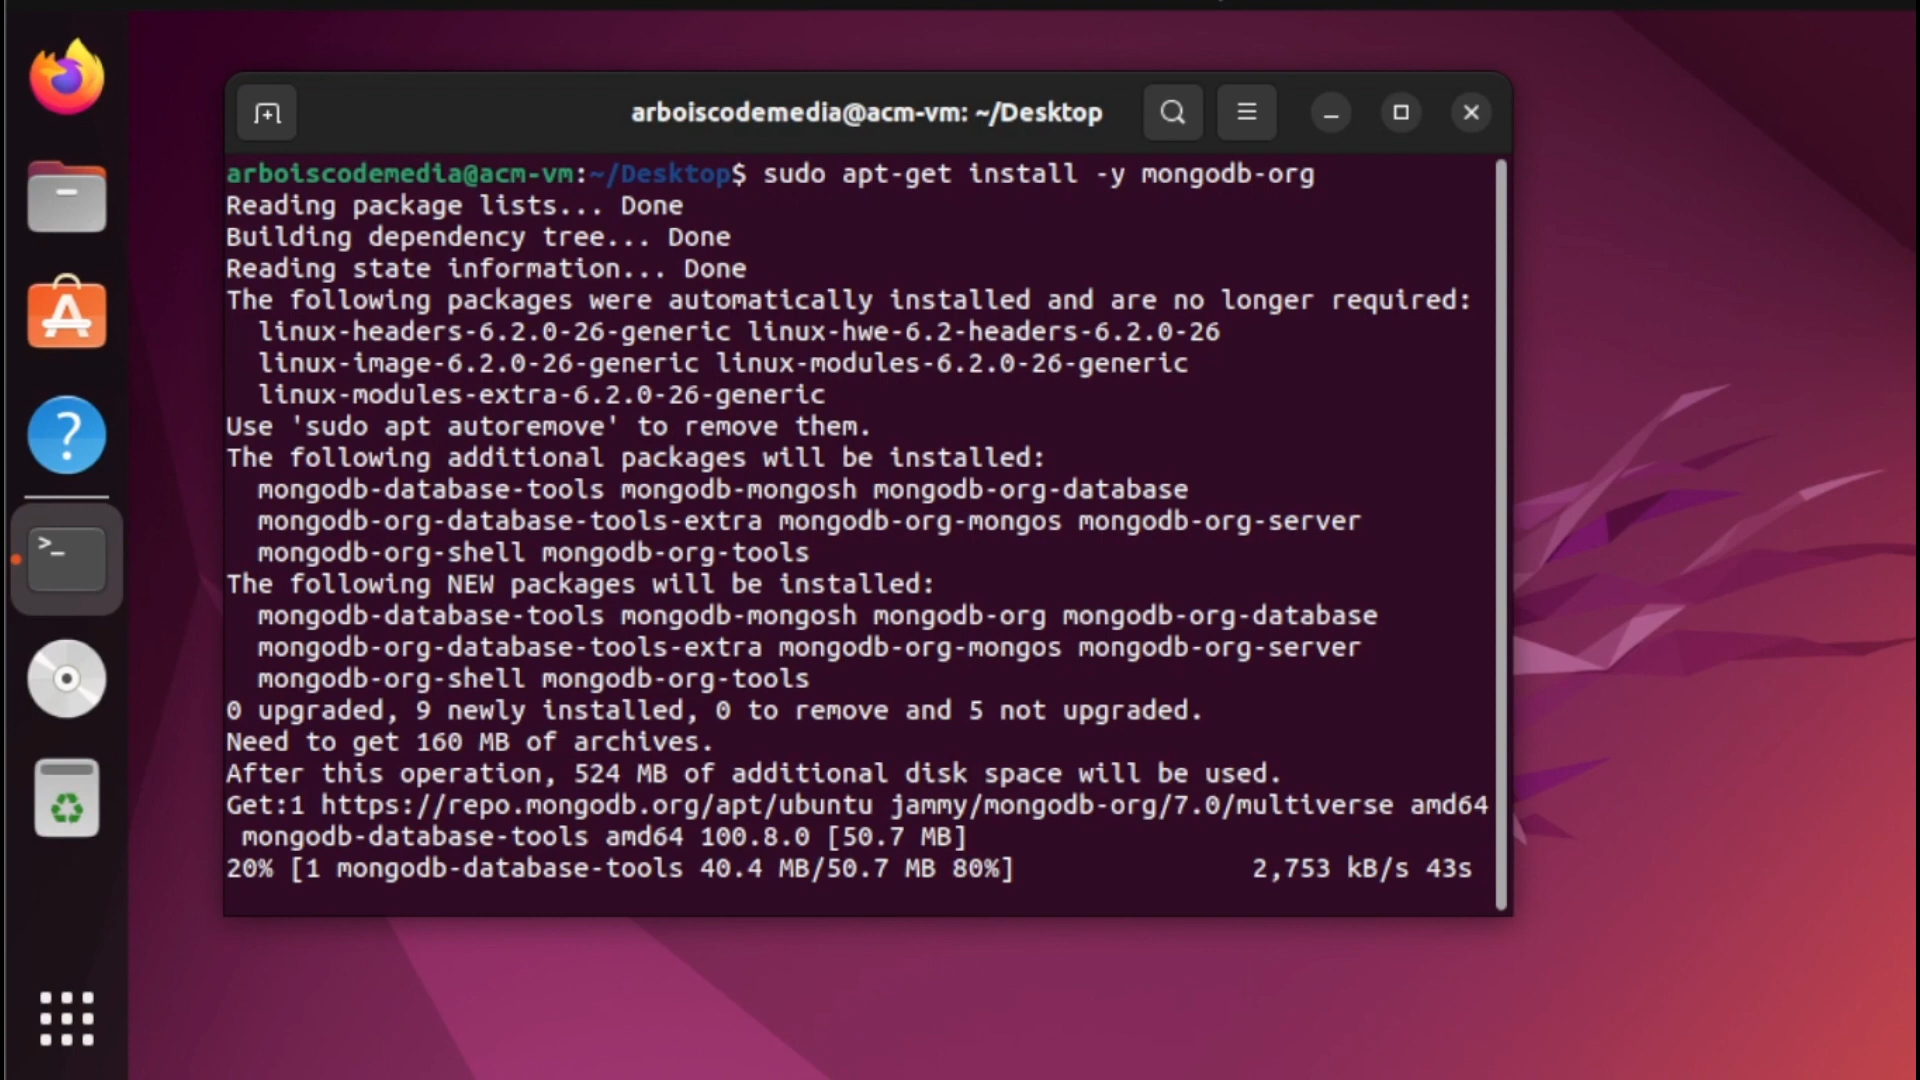 arboiscodemedia@acm-vm: ~/Desktop
arboiscodemedia@acm-vm:~/Desktop$ sudo apt-get install -y mongodb-org
Reading package lists... Done
Building dependency tree... Done
Reading state information... Done
The following packages were automatically installed and are no longer required:
  linux-headers-6.2.0-26-generic linux-hwe-6.2-headers-6.2.0-26
  linux-image-6.2.0-26-generic linux-modules-6.2.0-26-generic
  linux-modules-extra-6.2.0-26-generic
Use 'sudo apt autoremove' to remove them.
The following additional packages will be installed:
  mongodb-database-tools mongodb-mongosh mongodb-org-database
  mongodb-org-database-tools-extra mongodb-org-mongos mongodb-org-server
  mongodb-org-shell mongodb-org-tools
The following NEW packages will be installed:
  mongodb-database-tools mongodb-mongosh mongodb-org mongodb-org-database
  mongodb-org-database-tools-extra mongodb-org-mongos mongodb-org-server
  mongodb-org-shell mongodb-org-tools
0 upgraded, 9 newly installed, 0 to remove and 5 not upgraded.
Need to get 160 MB of archives.
After this operation, 524 MB of additional disk space will be used.
Get:1 https://repo.mongodb.org/apt/ubuntu jammy/mongodb-org/7.0/multiverse amd64
 mongodb-database-tools amd64 100.8.0 [50.7 MB]
20% [1 mongodb-database-tools 40.4 MB/50.7 MB 80%] 2,753 kB/s 43s